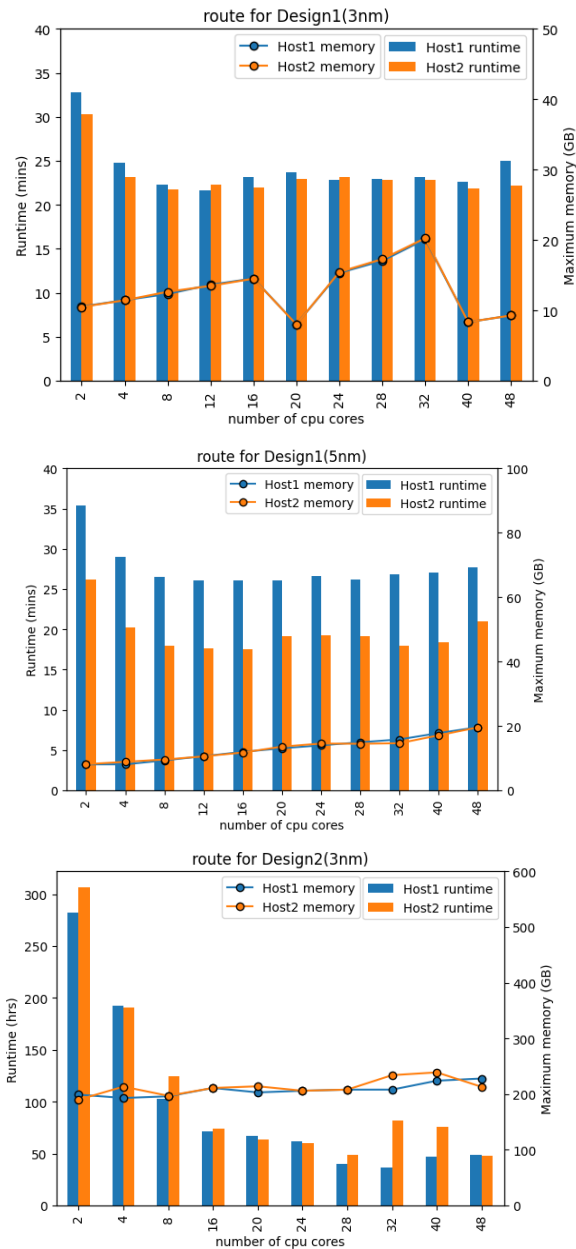 route for Design1(3nm)
Host1 memory
Host2 memory
Host1 runtime
Host2 runtime
40
35
30
25
20
15
10
5
0
Runtime (mins)
50
40
30
20
10
0
Maximum memory (GB)
2 4 8 12 16 20 24 28 32 40 48
number of cpu cores
route for Design1(5nm)
Host1 memory
Host2 memory
Host1 runtime
Host2 runtime
40
35
30
25
20
15
10
5
0
Runtime (mins)
100
80
60
40
20
0
Maximum memory (GB)
2 4 8 12 16 20 24 28 32 40 48
number of cpu cores
route for Design2(3nm)
Host1 memory
Host2 memory
Host1 runtime
Host2 runtime
300
250
200
150
100
50
0
Runtime (hrs)
600
500
400
300
200
100
0
Maximum memory (GB)
2 4 8 16 20 24 28 32 40 48
number of cpu cores